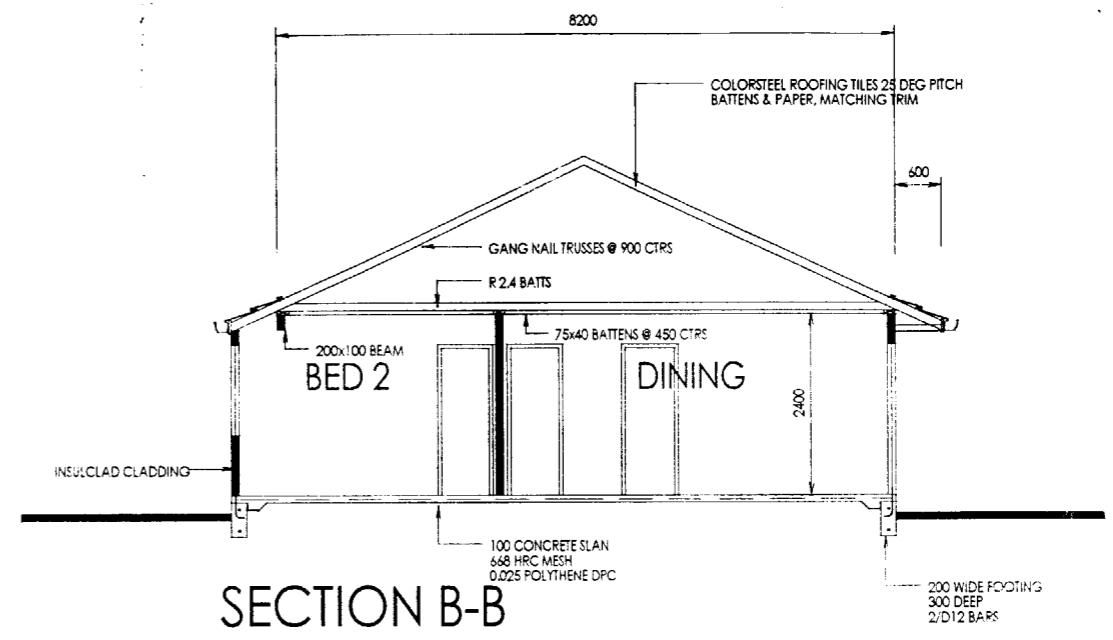 8200
COLORSTEEL ROOFING TILES 25 DEG PITCH
BATTENS & PAPER, MATCHING TRIM
600
GANG NAIL TRUSSES @ 900 CTRS
R 2.4 BATTS
75x40 BATTENS @ 450 CTRS
200x100 BEAM
BED 2
DINING
2400
INSULCLAD CLADDING
100 CONCRETE SLAN
668 HRC MESH
0.025 POLYTHENE DPC
200 WIDE FOOTING
300 DEEP
2/D12 BARS
SECTION B-B